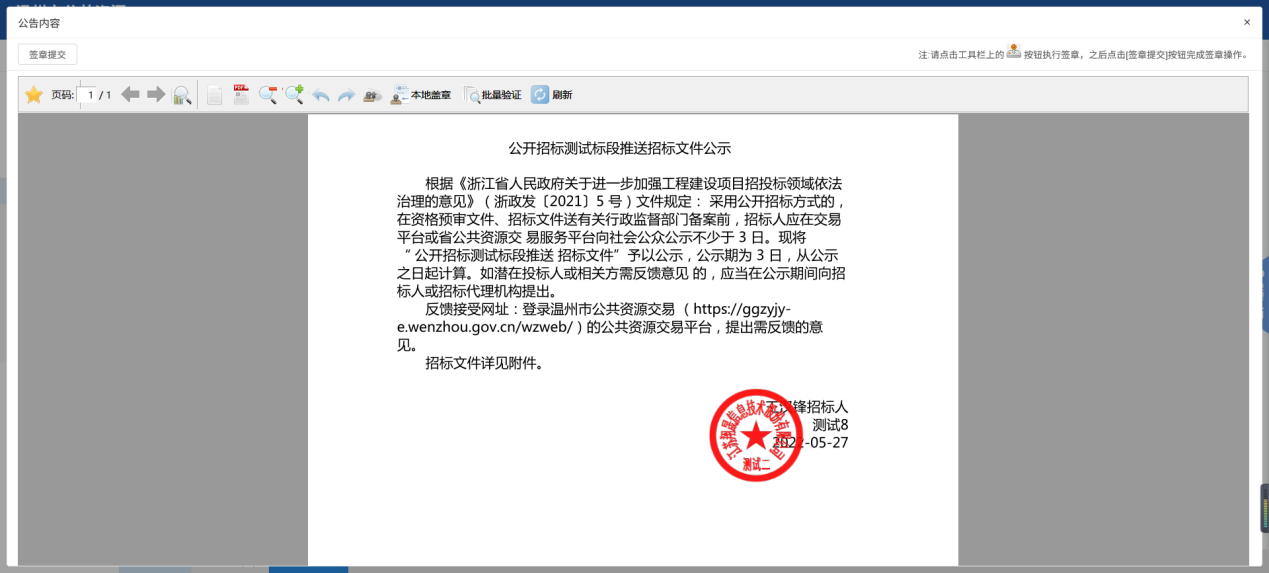 公告内容
×
签章提交
注:请点击工具栏上的 按钮执行签章，之后点击[签章提交]按钮完成签章操作。
页码: 1 / 1 本地盖章 批量验证 刷新
公开招标测试标段推送招标文件公示
根据《浙江省人民政府关于进一步加强工程建设项目招投标领域依法
治理的意见》（浙政发〔2021〕5 号）文件规定： 采用公开招标方式的，
在资格预审文件、招标文件送有关行政监督部门备案前，招标人应在交易
平台或省公共资源交 易服务平台向社会公众公示不少于 3 日。现将
“ 公开招标测试标段推送 招标文件”予以公示，公示期为 3 日，从公示
之日起计算。如潜在投标人或相关方需反馈意见 的，应当在公示期间向招
标人或招标代理机构提出。
反馈接受网址：登录温州市公共资源交易 （ https://ggzyjy-
e.wenzhou.gov.cn/wzweb/ ）的公共资源交易平台，提出需反馈的意
见。
招标文件详见附件。
锋招标人
测试8
2022-05-27
测试二